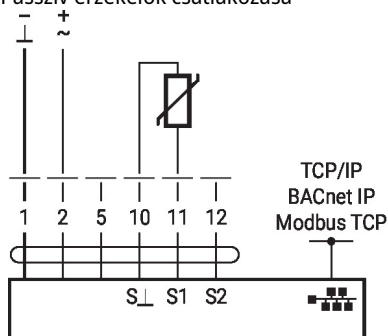 Passzív érzékelők csatlakozása
– +
⊥ ~
TCP/IP
BACnet IP
Modbus TCP
1 2 5 10 11 12
S⊥ S1 S2